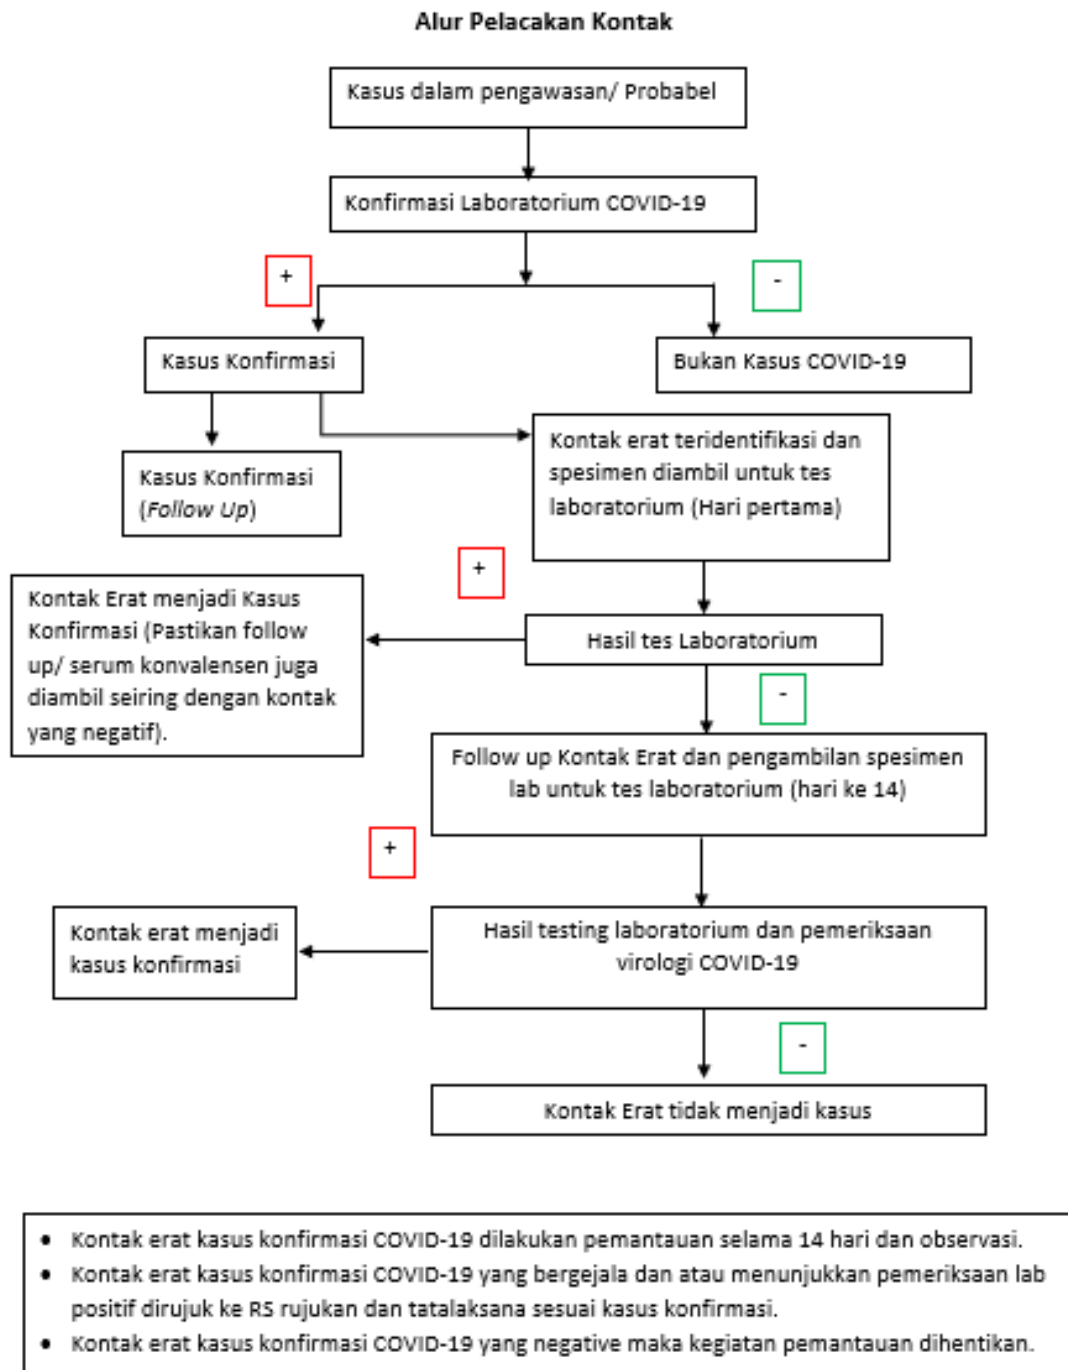 Alur Pelacakan Kontak
Kasus dalam pengawasan/ Probabel
Konfirmasi Laboratorium COVID-19
+
-
Kasus Konfirmasi
Bukan Kasus COVID-19
Kasus Konfirmasi
(Follow Up)
Kontak erat teridentifikasi dan
spesimen diambil untuk tes
laboratorium (Hari pertama)
+
Hasil tes Laboratorium
Kontak Erat menjadi Kasus
Konfirmasi (Pastikan follow
up/ serum konvalensen juga
diambil seiring dengan kontak
yang negatif).
-
Follow up Kontak Erat dan pengambilan spesimen
lab untuk tes laboratorium (hari ke 14)
+
Hasil testing laboratorium dan pemeriksaan
virologi COVID-19
Kontak erat menjadi
kasus konfirmasi
-
Kontak Erat tidak menjadi kasus
• Kontak erat kasus konfirmasi COVID-19 dilakukan pemantauan selama 14 hari dan observasi.
• Kontak erat kasus konfirmasi COVID-19 yang bergejala dan atau menunjukkan pemeriksaan lab
positif dirujuk ke RS rujukan dan tatalaksana sesuai kasus konfirmasi.
• Kontak erat kasus konfirmasi COVID-19 yang negative maka kegiatan pemantauan dihentikan.